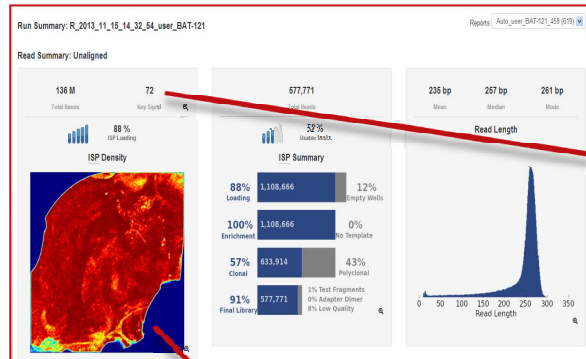 Run Summary: R_2013_11_15_14_32_54_user_BAT-121
Reports Auto_user_BAT-121_459 (619)
Read Summary: Unaligned
136 M
Total Bases
72
Key Signal
88 %
ISP Loading
ISP Density
577,771
Total Reads
52 %
Usable Reads
ISP Summary
88% Loading 1,108,666 12% Empty Wells
100% Enrichment 1,108,666 0% No Template
57% Clonal 633,914 43% Polyclonal
91% Final Library 577,771
1% Test Fragments
0% Adapter Dimer
8% Low Quality
235 bp
Mean
257 bp
Median
261 bp
Mode
Read Length
0 50 100 150 200 250 300 350
Read Length